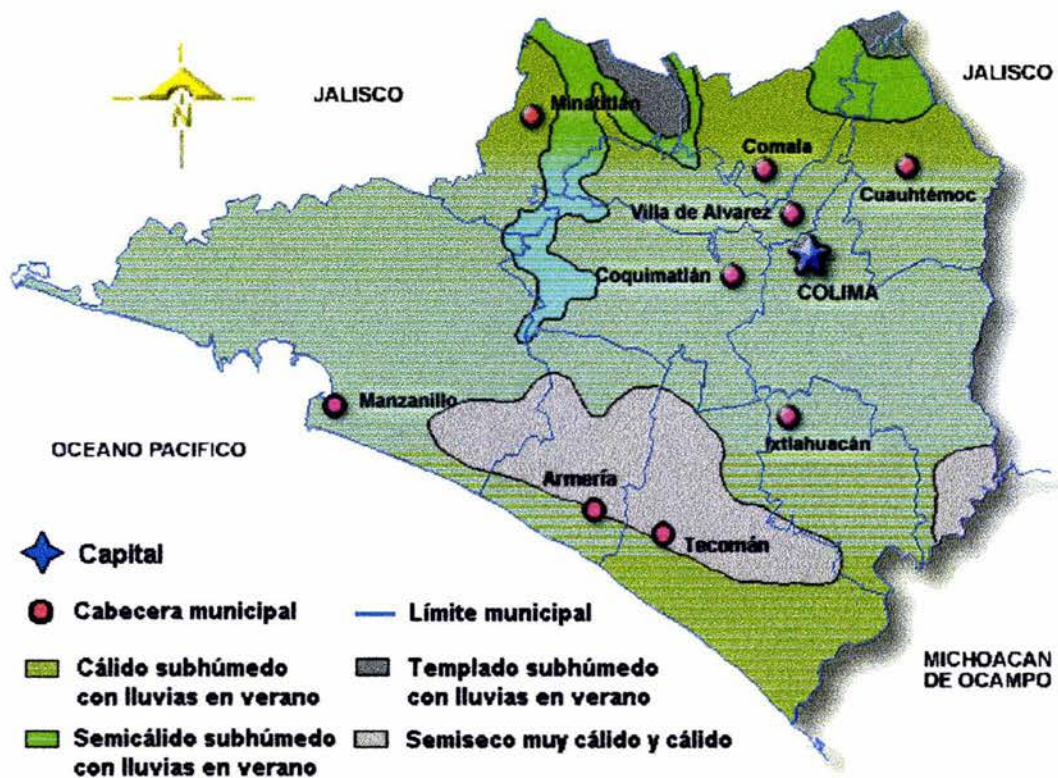 JALISCO
JALISCO
N
Minatitlán
Comala
Cuauhtémoc
Villa de Alvarez
Coquimatlán
COLIMA
Manzanillo
Ixtlahuacán
OCEANO PACIFICO
Armería
Tecomán
Capital
Cabecera municipal
Límite municipal
Cálido subhúmedo
con lluvias en verano
Templado subhúmedo
con lluvias en verano
MICHOACAN
DE OCAMPO
Semicálido subhúmedo
con lluvias en verano
Semiseco muy cálido y cálido